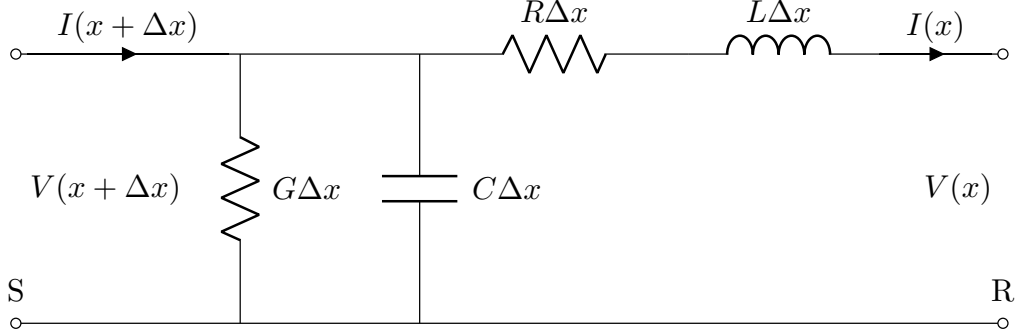 I(x + Δx)
RΔx
LΔx
I(x)
V(x + Δx)
GΔx
CΔx
V(x)
S
R